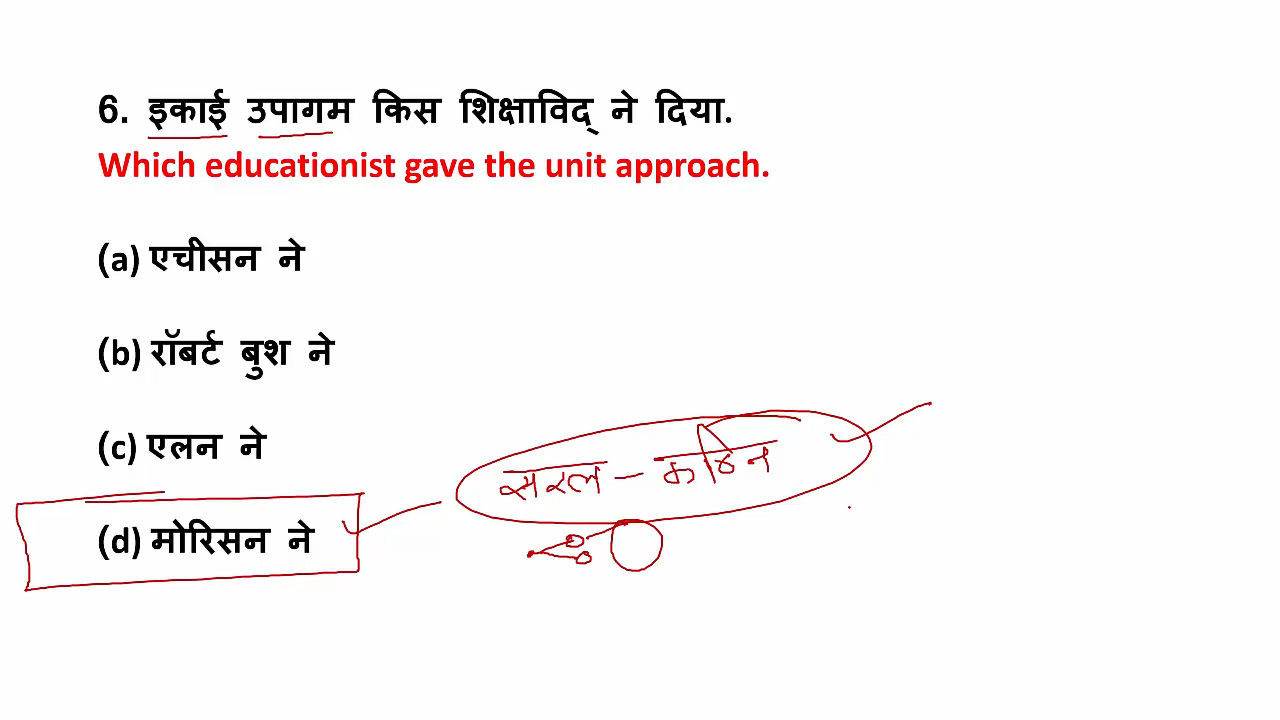 6. इकाई उपागम किस शिक्षाविद् ने दिया.
Which educationist gave the unit approach.
(a) एचीसन ने
(b) रॉबर्ट बुश ने
(c) एलन ने
सरल - कठिन
(d) मोरिसन ने